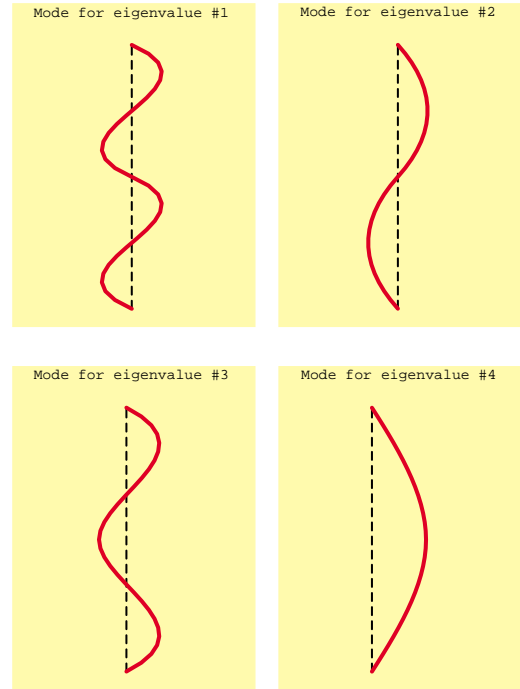 Mode for eigenvalue #1
Mode for eigenvalue #2
Mode for eigenvalue #3
Mode for eigenvalue #4